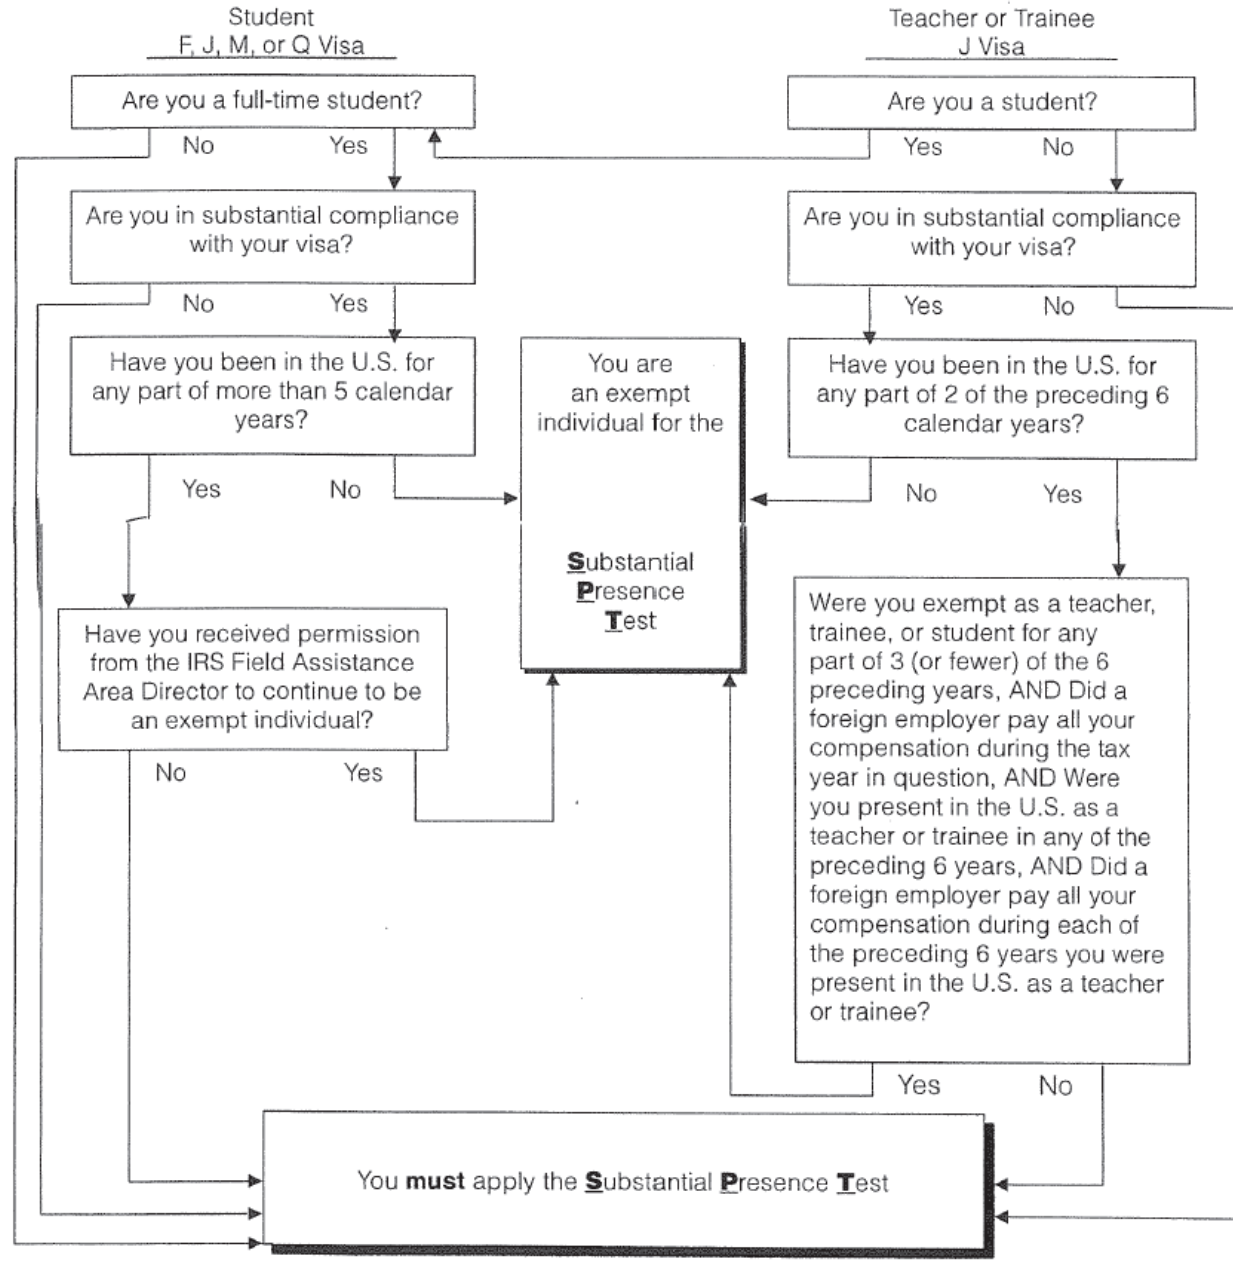 Student
F, J, M, or Q Visa
Are you a full-time student?
No
Yes
Are you in substantial compliance
with your visa?
No
Yes
Have you been in the U.S. for
any part of more than 5 calendar
years?
Yes
No
Have you received permission
from the IRS Field Assistance
Area Director to continue to be
an exempt individual?
No
Yes
You are
an exempt
individual for the
Substantial
Presence
Test
Teacher or Trainee
J Visa
Are you a student?
Yes
No
Are you in substantial compliance
with your visa?
Yes
No
Have you been in the U.S. for
any part of 2 of the preceding 6
calendar years?
No
Yes
Were you exempt as a teacher,
trainee, or student for any
part of 3 (or fewer) of the 6
preceding years, AND Did a
foreign employer pay all your
compensation during the tax
year in question, AND Were
you present in the U.S. as a
teacher or trainee in any of the
preceding 6 years, AND Did a
foreign employer pay all your
compensation during each of
the preceding 6 years you were
present in the U.S. as a teacher
or trainee?
Yes
No
You must apply the Substantial Presence Test